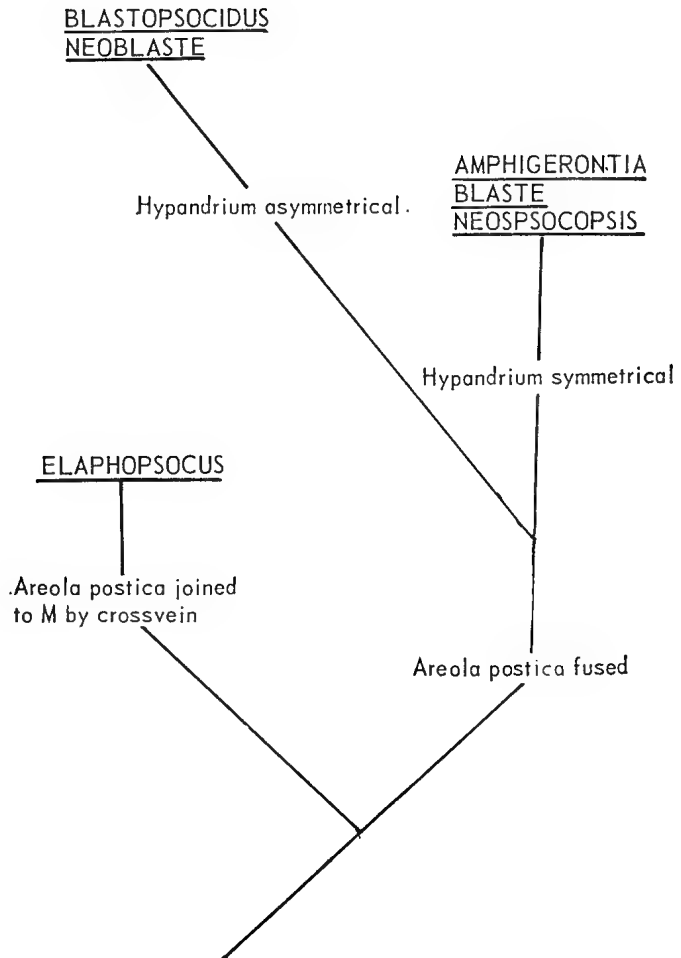 BLASTOPSOCIDUS
NEOBLASTE
Hypandrium asymmetrical.
AMPHIGERONTIA
BLASTE
NEOSPSOCOPSIS
Hypandrium symmetrical
ELAPHOPSOCUS
.Areola postica joined
to M by crossvein
Areola postica fused